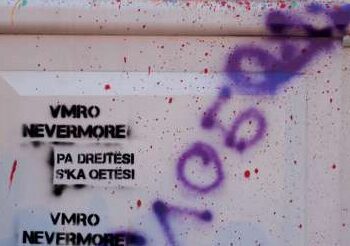 VMRO
NEVERMORE
PA DREJTËSI
S'KA QETËSI
VMRO
NEVERMORE